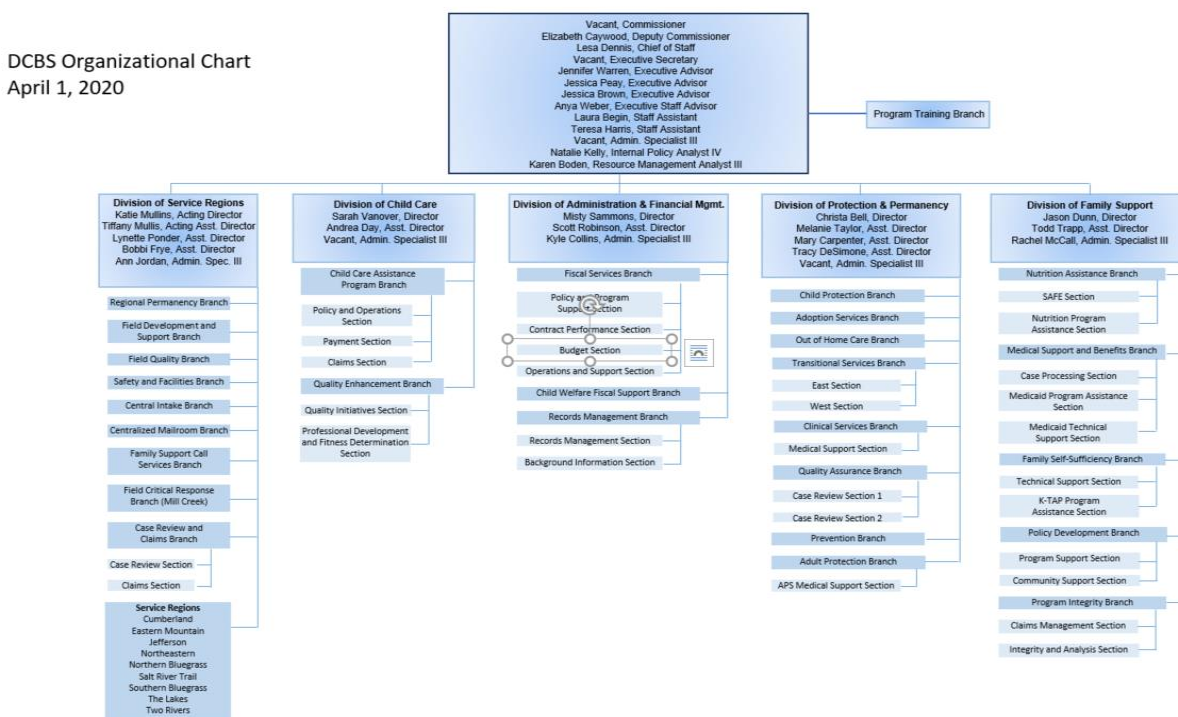 DCBS Organizational Chart
April 1, 2020
Vacant, Commissioner
Elizabeth Caywood, Deputy Commissioner
Lesa Dennis, Chief of Staff
Vacant, Executive Secretary
Jennifer Warren, Executive Advisor
Jessica Peay, Executive Advisor
Jessica Brown, Executive Advisor
Anya Weber, Executive Staff Advisor
Laura Begin, Staff Assistant
Teresa Harris, Staff Assistant
Vacant, Admin. Specialist III
Natalie Kelly, Internal Policy Analyst IV
Karen Boden, Resource Management Analyst III
Program Training Branch
Division of Service Regions
Katie Mullins, Acting Director
Tiffany Mullis, Acting Asst. Director
Lynette Ponder, Asst. Director
Bobbi Frye, Asst. Director
Ann Jordan, Admin. Spec. III
Regional Permanency Branch
Field Development and
Support Branch
Field Quality Branch
Safety and Facilities Branch
Central Intake Branch
Centralized Mailroom Branch
Family Support Call
Services Branch
Field Critical Response
Branch (Mill Creek)
Case Review and
Claims Branch
Case Review Section
Claims Section
Service Regions
Cumberland
Eastern Mountain
Jefferson
Northeastern
Northern Bluegrass
Salt River Trail
Southern Bluegrass
The Lakes
Two Rivers
Division of Child Care
Sarah Vanover, Director
Andrea Day, Asst. Director
Vacant, Admin. Specialist III
Child Care Assistance
Program Branch
Policy and Operations
Section
Payment Section
Claims Section
Quality Enhancement Branch
Quality Initiatives Section
Professional Development
and Fitness Determination
Section
Division of Administration & Financial Mgmt.
Misty Sammons, Director
Scott Robinson, Asst. Director
Kyle Collins, Admin. Specialist III
Fiscal Services Branch
Policy and Program
Support Section
Contract Performance Section
Budget Section
Operations and Support Section
Child Welfare Fiscal Support Branch
Records Management Branch
Records Management Section
Background Information Section
Division of Protection & Permanency
Christa Bell, Director
Melanie Taylor, Asst. Director
Mary Carpenter, Asst. Director
Tracy DeSimone, Asst. Director
Vacant, Admin. Specialist III
Child Protection Branch
Adoption Services Branch
Out of Home Care Branch
Transitional Services Branch
East Section
West Section
Clinical Services Branch
Medical Support Section
Quality Assurance Branch
Case Review Section 1
Case Review Section 2
Prevention Branch
Adult Protection Branch
APS Medical Support Section
Division of Family Support
Jason Dunn, Director
Todd Trapp, Asst. Director
Rachel McCall, Admin. Specialist III
Nutrition Assistance Branch
SAFE Section
Nutrition Program
Assistance Section
Medical Support and Benefits Branch
Case Processing Section
Medicaid Program Assistance
Section
Medicaid Technical
Support Section
Family Self-Sufficiency Branch
Technical Support Section
K-TAP Program
Assistance Section
Policy Development Branch
Program Support Section
Community Support Section
Program Integrity Branch
Claims Management Section
Integrity and Analysis Section